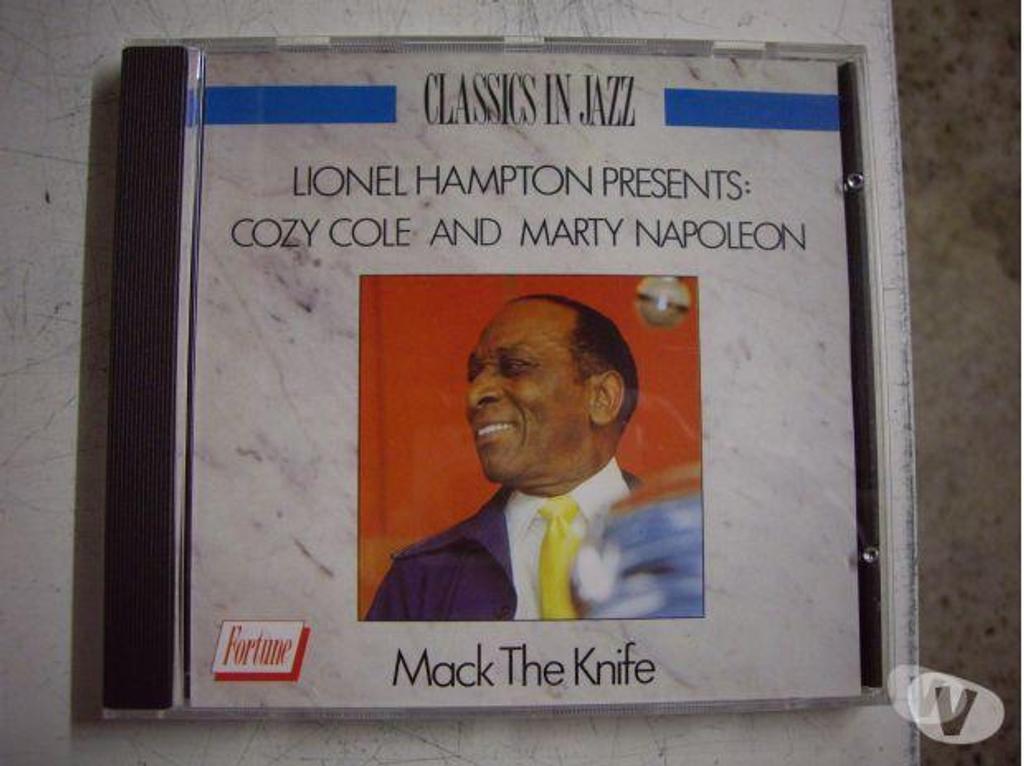 CLASSICS IN JAZZ
LIONEL HAMPTON PRESENTS:
COZY COLE AND MARTY NAPOLEON
Fortune
Mack The Knife
W